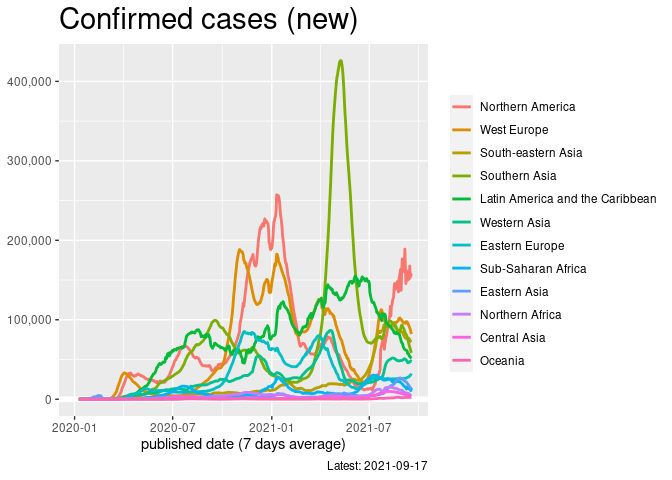 Confirmed cases (new)
400,000
300,000
200,000
100,000
0
2020-01
2020-07
2021-01
2021-07
published date (7 days average)
Northern America
West Europe
South-eastern Asia
Southern Asia
Latin America and the Caribbean
Western Asia
Eastern Europe
Sub-Saharan Africa
Eastern Asia
Northern Africa
Central Asia
Oceania
Latest: 2021-09-17